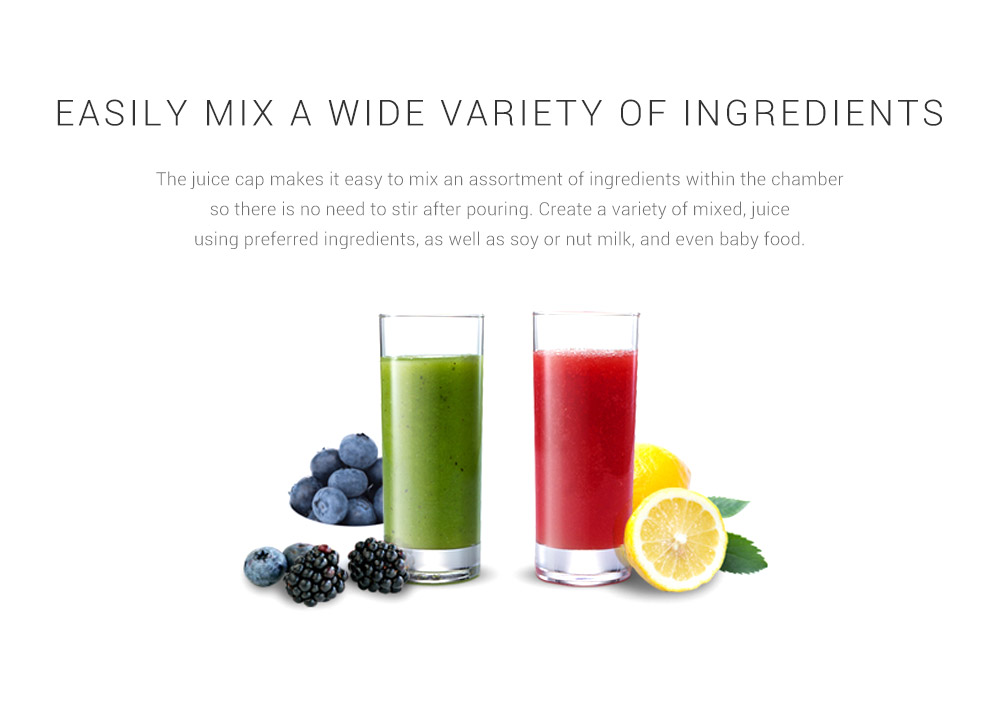 EASILY MIX A WIDE VARIETY OF INGREDIENTS
The juice cap makes it easy to mix an assortment of ingredients within the chamber
so there is no need to stir after pouring. Create a variety of mixed, juice
using preferred ingredients, as well as soy or nut milk, and even baby food.